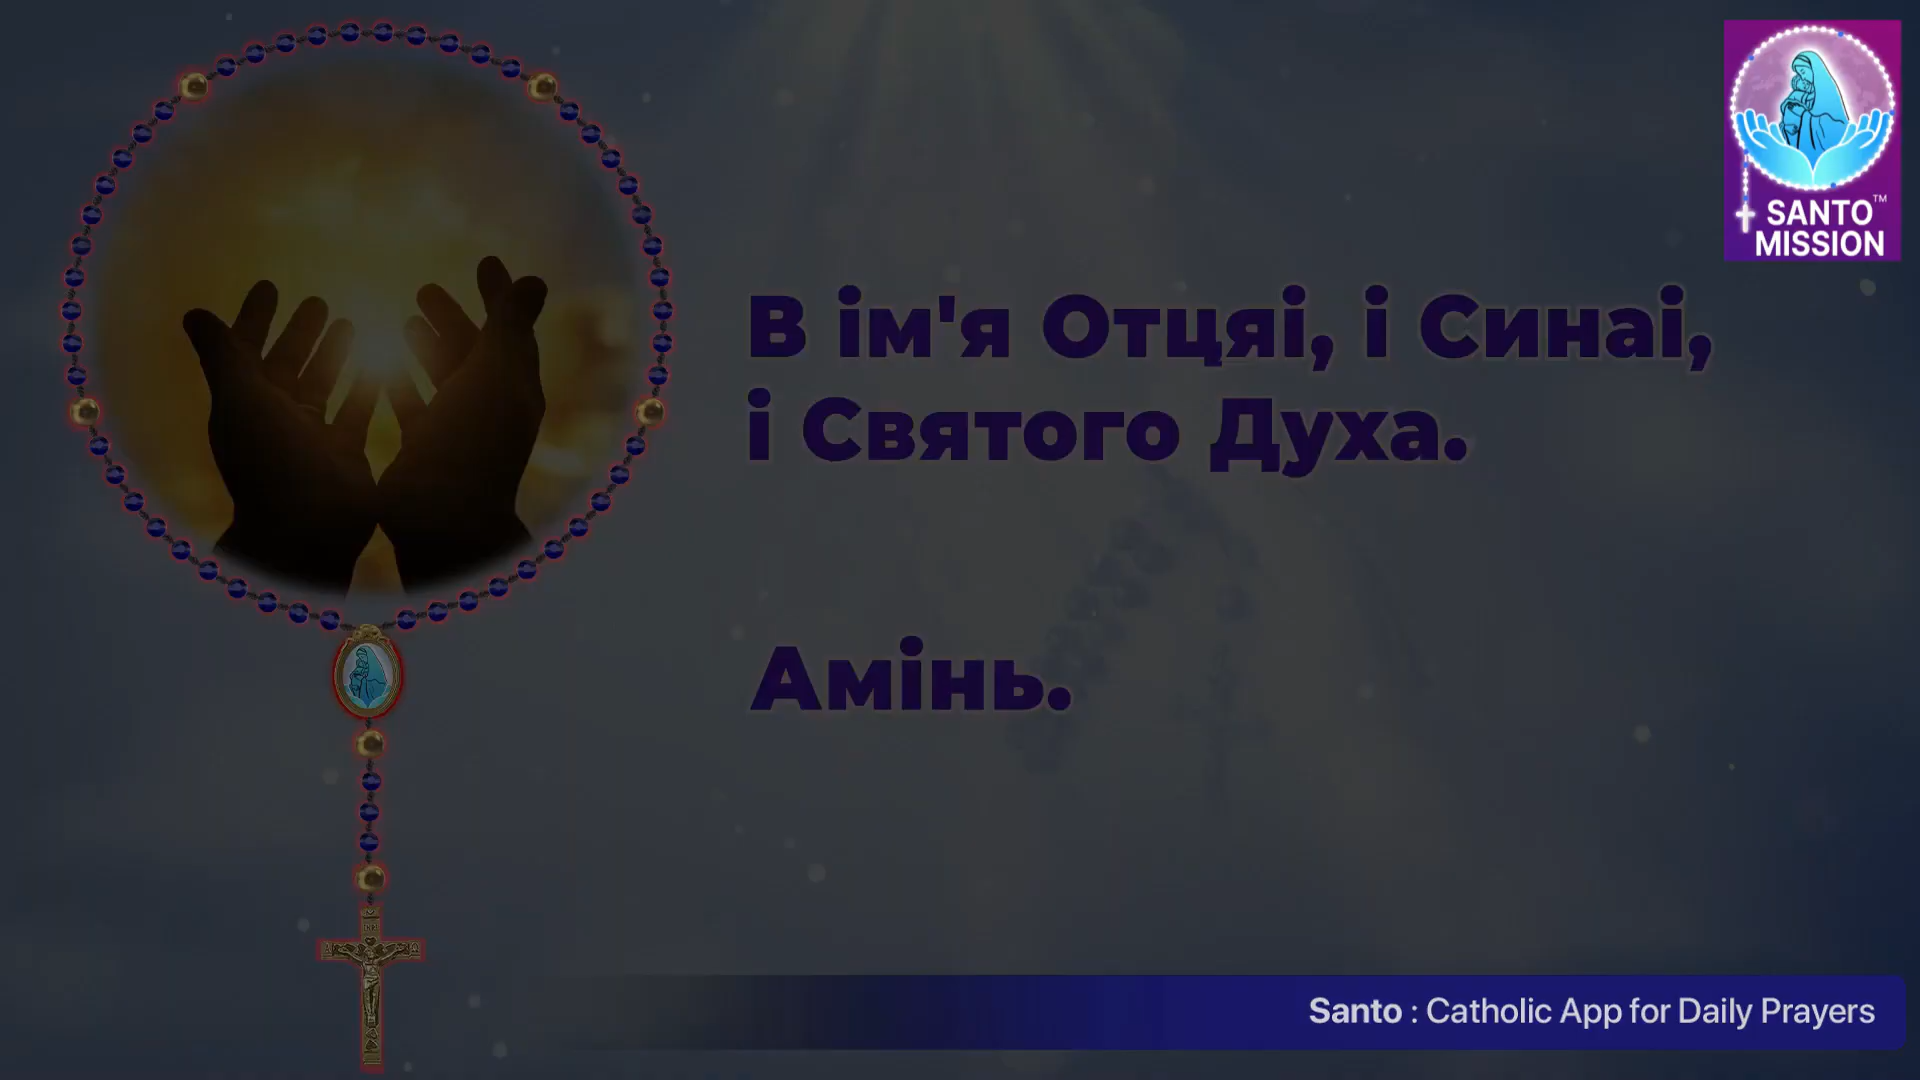 SANTO™
MISSION
В ім'я Отцяі, і Синаі,
і Святого Духа.
Амінь.
Santo : Catholic App for Daily Prayers